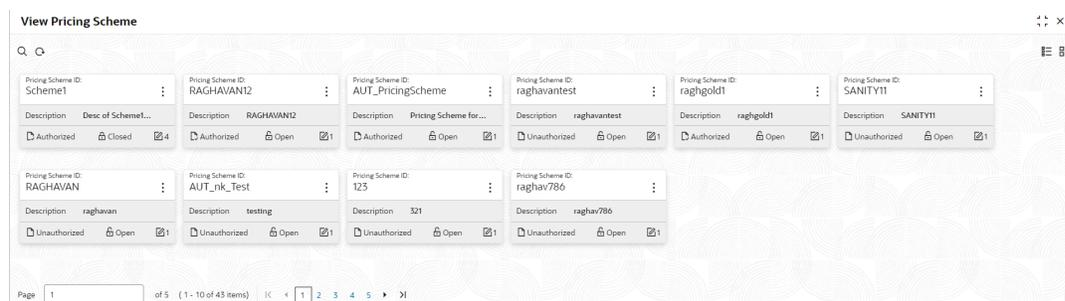 View Pricing Scheme
Pricing Scheme ID: Pricing Scheme ID: Pricing Scheme ID: Pricing Scheme ID: Pricing Scheme ID: Pricing Scheme ID:
Scheme1 RAGHAVAN12 AUT_PricingScheme raghavantest raghgold1 SANITY11
Description Desc of Scheme1... Description RAGHAVAN12 Description Pricing Scheme for... Description raghavantest Description raghgold1 Description SANITY11
Authorized Closed 4 Authorized Open 1 Authorized Open 1 Unauthorized Open 1 Authorized Open 1 Unauthorized Open 1
Pricing Scheme ID: Pricing Scheme ID: Pricing Scheme ID: Pricing Scheme ID:
RAGHAVAN AUT_nk_Test 123 raghav786
Description raghavan Description testing Description 321 Description raghav786
Unauthorized Open 1 Unauthorized Open 1 Unauthorized Open 1 Unauthorized Open 1
Page 1 of 5 (1 - 10 of 43 items) 1 2 3 4 5